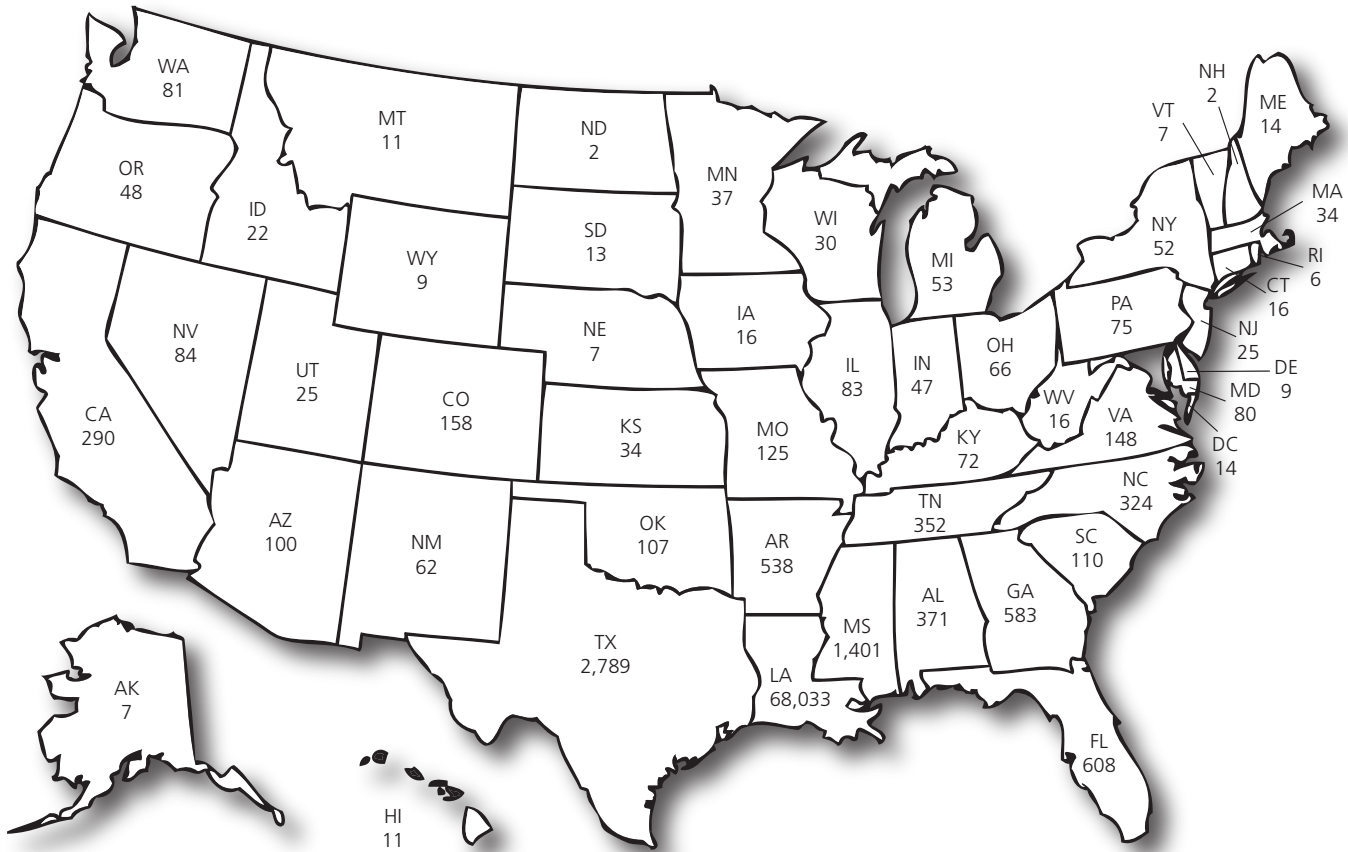 WA
81
MT
11
ND
2
MN
37
OR
48
ID
22
WY
9
SD
13
WI
30
MI
53
NH
2
VT
7
ME
14
MA
34
NY
52
RI
6
CT
16
NV
84
UT
25
NE
7
IA
16
PA
75
NJ
25
CA
290
CO
158
KS
34
MO
125
IL
83
IN
47
OH
66
WV
16
DE
9
MD
80
VA
148
DC
14
KY
72
AZ
100
NM
62
OK
107
AR
538
TN
352
NC
324
SC
110
TX
2,789
LA
68,033
MS
1,401
AL
371
GA
583
FL
608
AK
7
HI
11